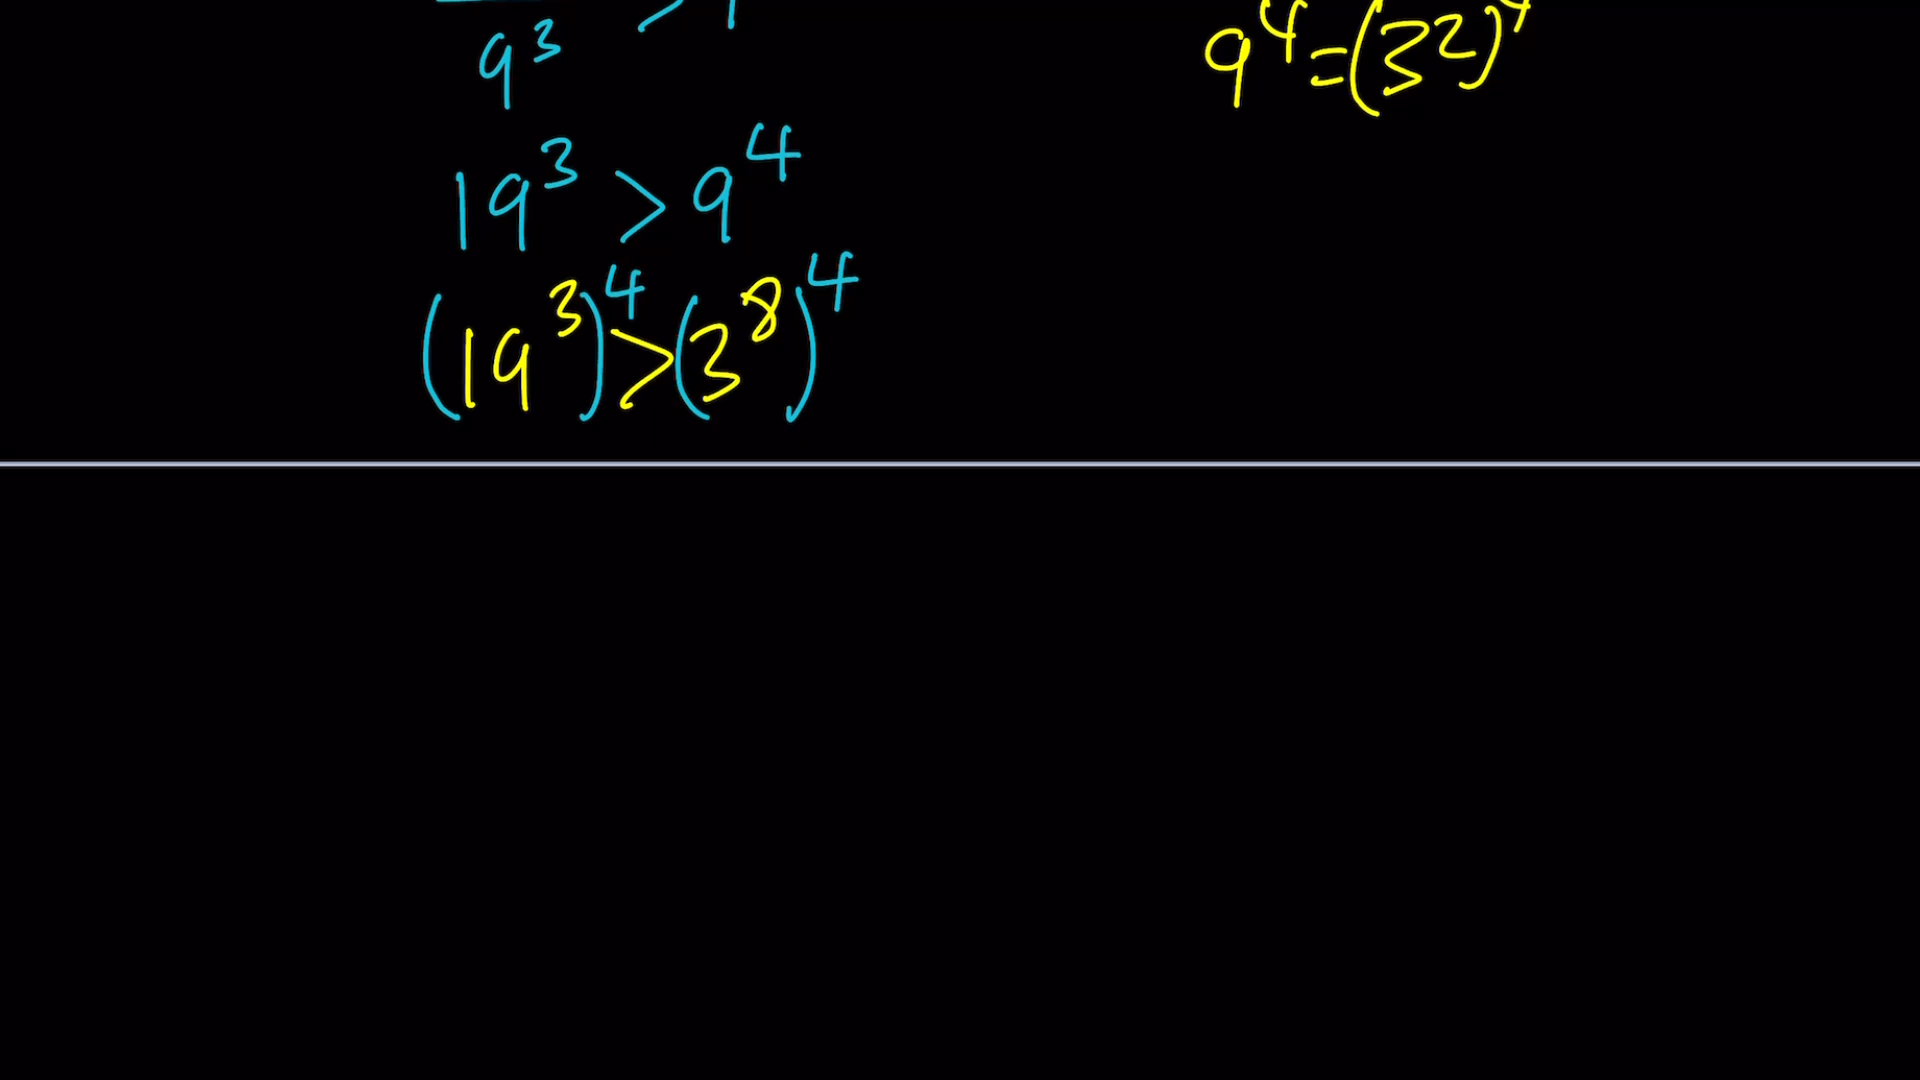 9³ >
9⁴=(3²)⁴
19³ > 9⁴
(19³)⁴>(3⁸)⁴